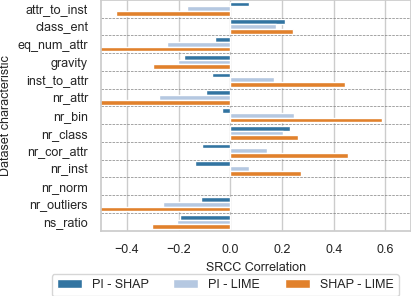 attr_to_inst
class_ent
eq_num_attr
gravity
inst_to_attr
nr_attr
nr_bin
nr_class
nr_cor_attr
nr_inst
nr_norm
nr_outliers
ns_ratio
Dataset characteristic
−0.4 −0.2 0.0 0.2 0.4 0.6
SRCC Correlation
PI - SHAP PI - LIME SHAP - LIME